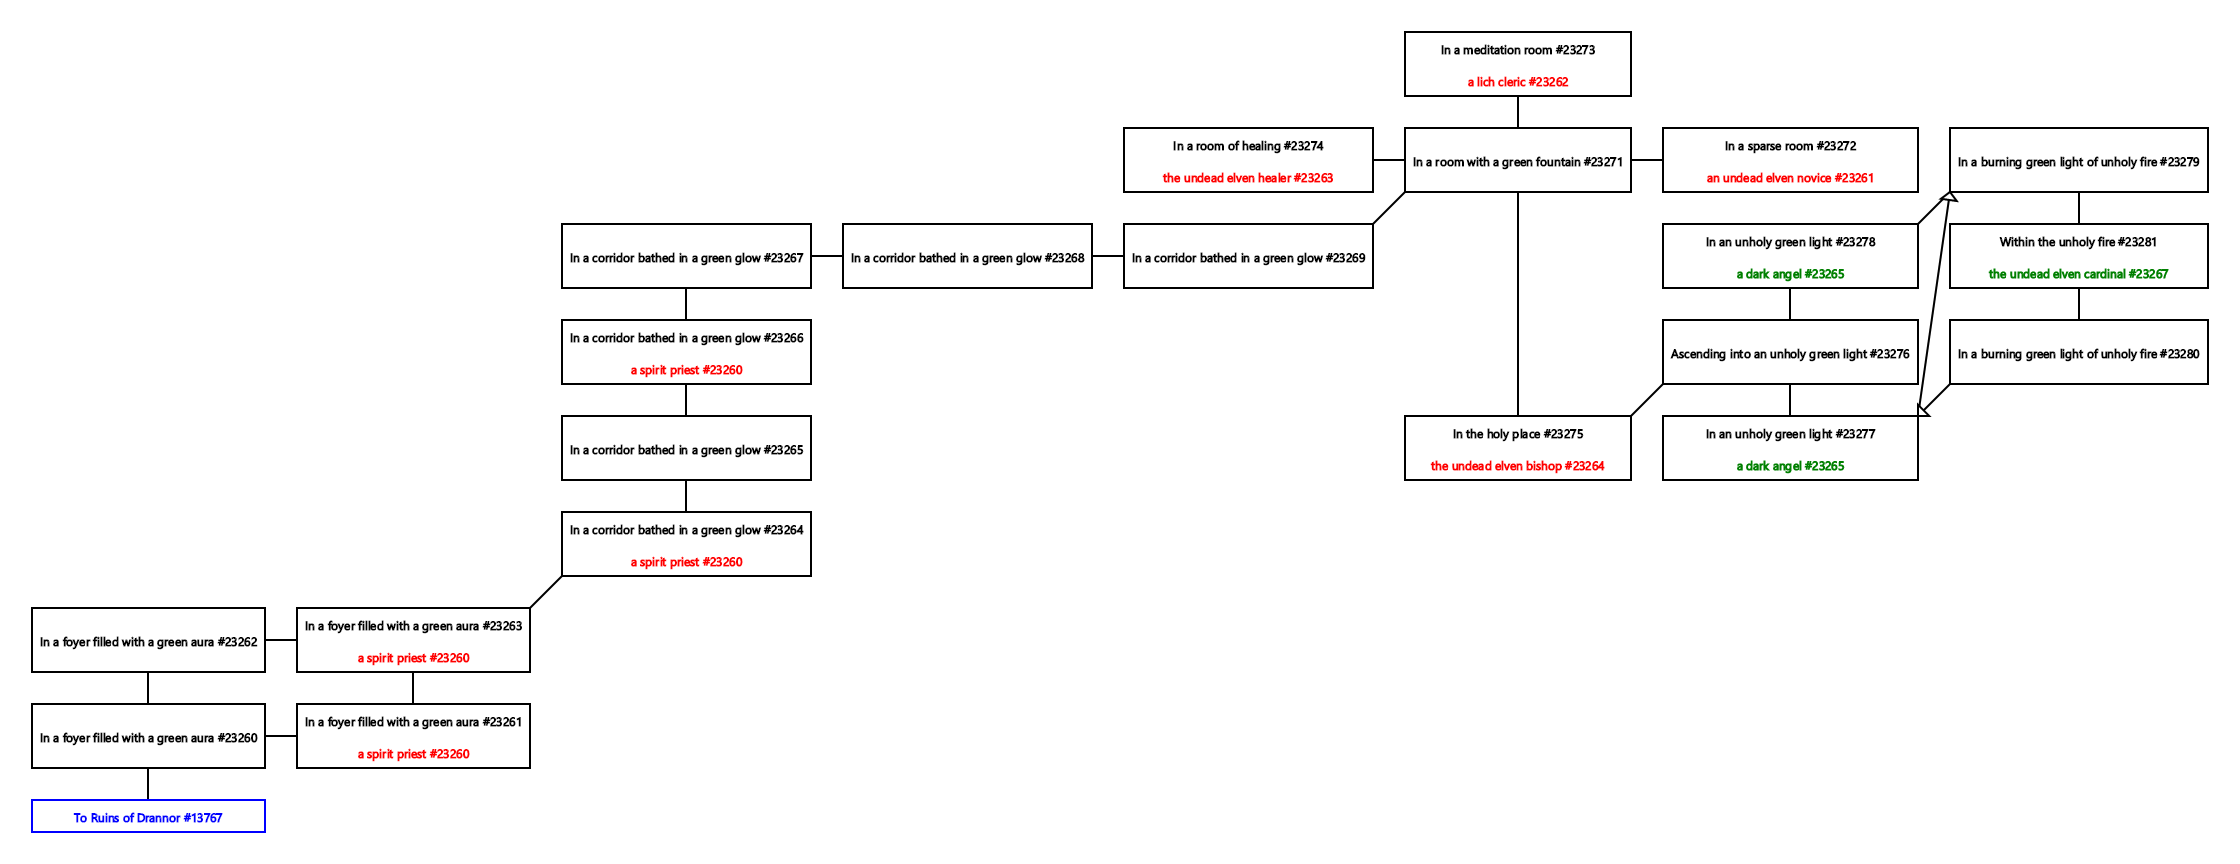 In a meditation room #23273
a lich cleric #23262
In a room of healing #23274
the undead elven healer #23263
In a room with a green fountain #23271
In a sparse room #23272
an undead elven novice #23261
In a burning green light of unholy fire #23279
In a corridor bathed in a green glow #23267
In a corridor bathed in a green glow #23268
In a corridor bathed in a green glow #23269
In an unholy green light #23278
a dark angel #23265
Within the unholy fire #23281
the undead elven cardinal #23267
In a corridor bathed in a green glow #23266
a spirit priest #23260
Ascending into an unholy green light #23276
In a burning green light of unholy fire #23280
In a corridor bathed in a green glow #23265
In the holy place #23275
the undead elven bishop #23264
In an unholy green light #23277
a dark angel #23265
In a corridor bathed in a green glow #23264
a spirit priest #23260
In a foyer filled with a green aura #23262
In a foyer filled with a green aura #23263
a spirit priest #23260
In a foyer filled with a green aura #23260
In a foyer filled with a green aura #23261
a spirit priest #23260
To Ruins of Drannor #13767